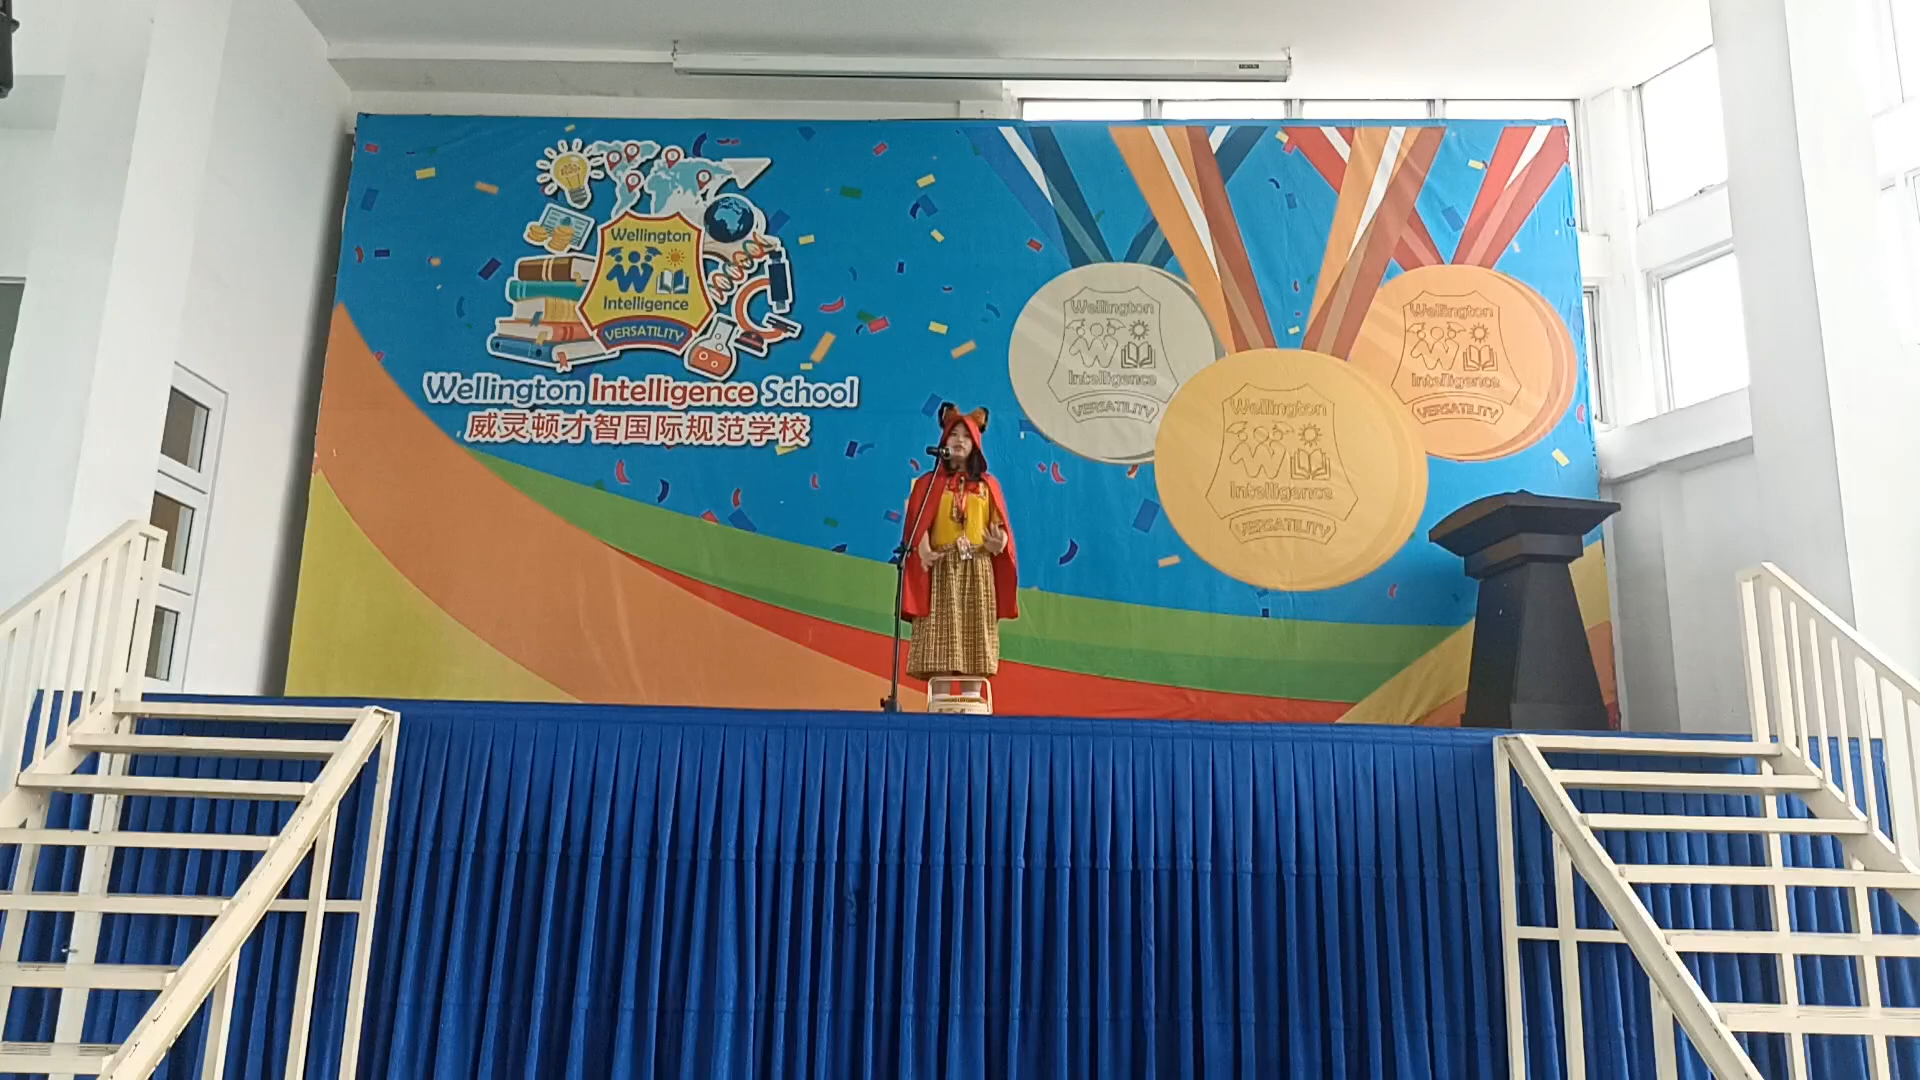 Wellington
Intelligence
VERSATILITY
Wellington Intelligence School
威灵顿才智国际规范学校
Wellington
Intelligence
VERSATILITY
Wellington
Intelligence
VERSATILITY
Wellington
Intelligence
VERSATILITY